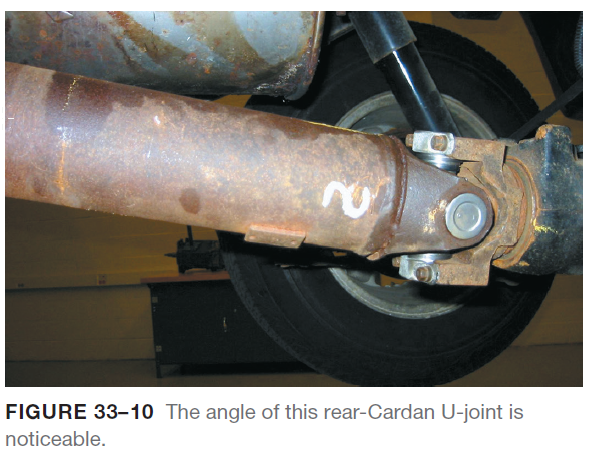 2
FIGURE 33–10 The angle of this rear-Cardan U-joint is
noticeable.